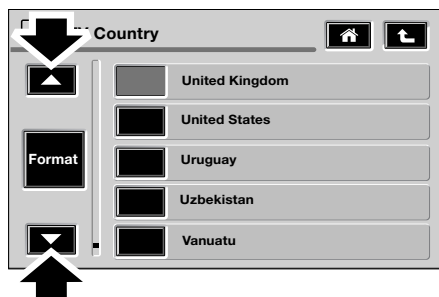 Country
United Kingdom
United States
Format
Uruguay
Uzbekistan
Vanuatu